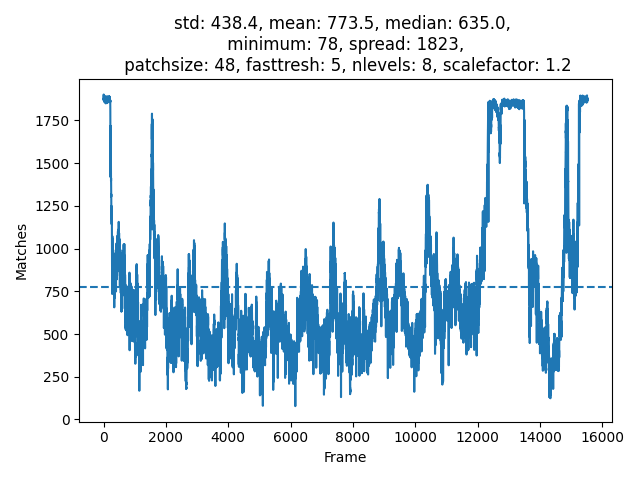 std: 438.4, mean: 773.5, median: 635.0,
minimum: 78, spread: 1823,
patchsize: 48, fasttresh: 5, nlevels: 8, scalefactor: 1.2
1750
1500
1250
1000
750
500
250
0
Matches
0 2000 4000 6000 8000 10000 12000 14000 16000
Frame